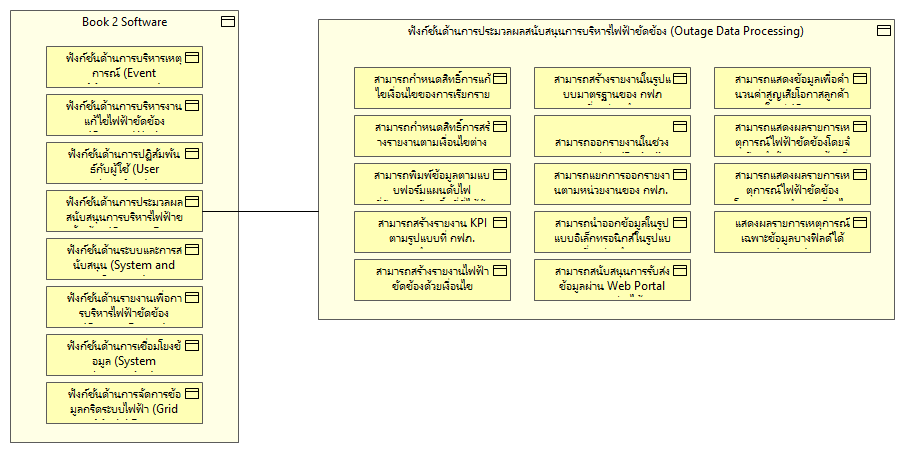 Book 2 Software
ฟังก์ชันด้านการบริหารเหตุ
การณ์ (Event
ฟังก์ชันด้านการบริหารงาน
แก้ไขไฟฟ้าขัดข้อง
ฟังก์ชันด้านการปฏิสัมพัน
ธ์กับผู้ใช้ (User
ฟังก์ชันด้านการประมวลผล
สนับสนุนการบริหารไฟฟ้าข
ฟังก์ชันด้านระบบและการส
นับสนุน (System and
ฟังก์ชันด้านรายงานเพื่อกา
รบริหารไฟฟ้าขัดข้อง
ฟังก์ชันด้านการเชื่อมโยงข้
อมูล (System
ฟังก์ชันด้านการจัดการข้อ
มูลกริดระบบไฟฟ้า (Grid
ฟังก์ชันด้านการประมวลผลสนับสนุนการบริหารไฟฟ้าขัดข้อง (Outage Data Processing)
สามารถกำหนดสิทธิ์การแก้
ไขเงื่อนไขของการเรียกราย
สามารถกำหนดสิทธิ์การสร้
างรายงานตามเงื่อนไขต่าง
สามารถพิมพ์ข้อมูลตามแบ
บฟอร์มแผนดับไฟ
สามารถสร้างรายงาน KPI
ตามรูปแบบที่ กฟภ.
สามารถสร้างรายงานไฟฟ้า
ขัดข้องด้วยเงื่อนไข
สามารถสร้างรายงานในรูปแ
บบมาตรฐานของ กฟภ
สามารถออกรายงานในช่วง
สามารถแยกการออกรายงา
นตามหน่วยงานของ กฟภ.
สามารถนำออกข้อมูลในรูป
แบบอิเล็กทรอนิกส์ในรูปแบ
สามารถสนับสนุนการรับส่ง
ข้อมูลผ่าน Web Portal
สามารถแสดงข้อมูลเพื่อคำ
นวนค่าสูญเสียโอกาสลูกค้า
สามารถแสดงผลรายการเห
ตุการณ์ไฟฟ้าขัดข้องโดยจำ
สามารถแสดงผลรายการเห
ตุการณ์ไฟฟ้าขัดข้อง
แสดงผลรายการเหตุการณ์
เฉพาะข้อมูลบางฟิลด์ได้